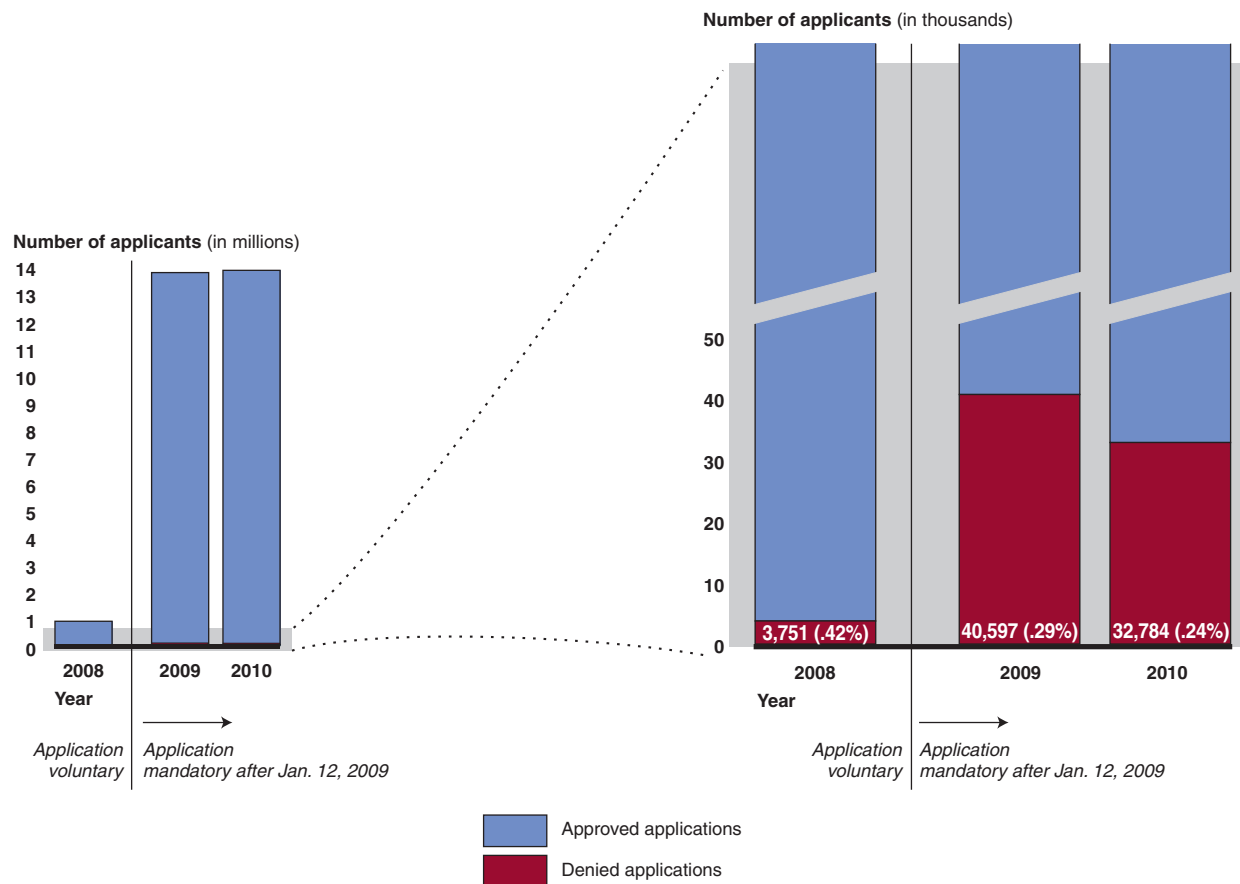 Number of applicants (in millions)
14
13
12
11
10
9
8
7
6
5
4
3
2
1
0
2008 2009 2010
Year
Application voluntary
Application mandatory after Jan. 12, 2009
Number of applicants (in thousands)
50
40
30
20
10
0
3,751 (.42%) 40,597 (.29%) 32,784 (.24%)
2008 2009 2010
Year
Application voluntary
Application mandatory after Jan. 12, 2009
Approved applications
Denied applications